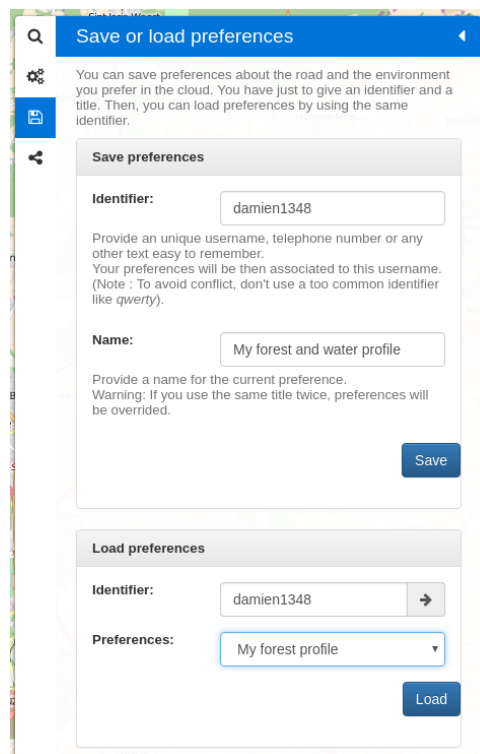 Save or load preferences
You can save preferences about the road and the environment
you prefer in the cloud. You have just to give an identifier and a
title. Then, you can load preferences by using the same
identifier.
Save preferences
Identifier:
damien1348
Provide an unique username, telephone number or any
other text easy to remember.
Your preferences will be then associated to this username.
(Note : To avoid conflict, don't use a too common identifier
like qwerty).
Name:
My forest and water profile
Provide a name for the current preference.
Warning: If you use the same title twice, preferences will
be overrided.
Save
Load preferences
Identifier:
damien1348
Preferences:
My forest profile
Load